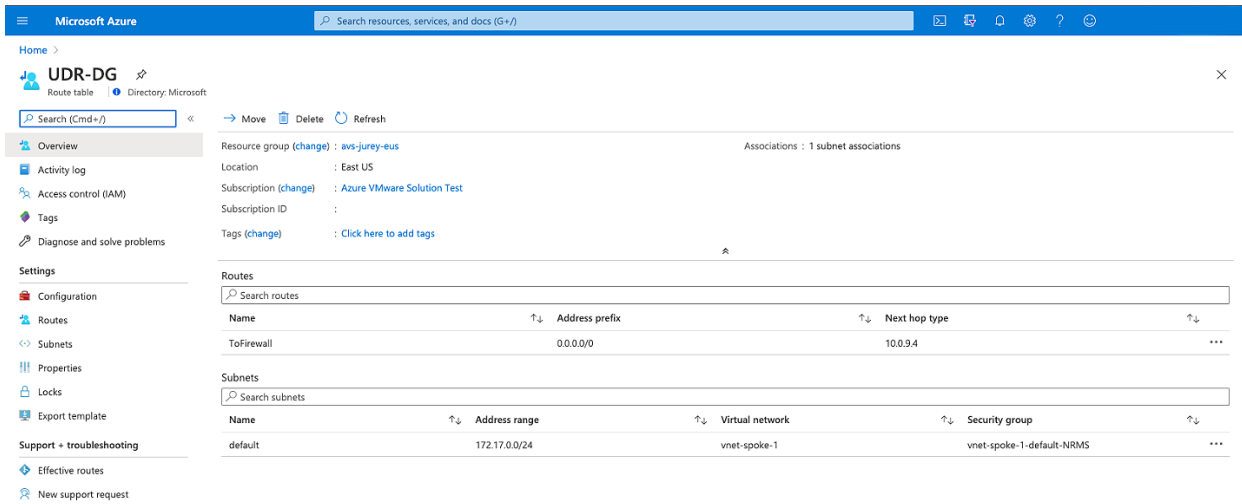 Microsoft Azure
Search resources, services, and docs (G+/)
Home >
UDR-DG
Route table
Directory: Microsoft
Search (Cmd+/)
«
Overview
Activity log
Access control (IAM)
Tags
Diagnose and solve problems
Settings
Configuration
Routes
Subnets
Properties
Locks
Export template
Support + troubleshooting
Effective routes
New support request
Move Delete Refresh
Resource group (change) : avs-jurey-eus
Location : East US
Subscription (change) : Azure VMware Solution Test
Subscription ID :
Tags (change) : Click here to add tags
Associations : 1 subnet associations
Routes
Search routes
Name Address prefix Next hop type
ToFirewall 0.0.0.0/0 10.0.9.4
Subnets
Search subnets
Name Address range Virtual network Security group
default 172.17.0.0/24 vnet-spoke-1 vnet-spoke-1-default-NRMS